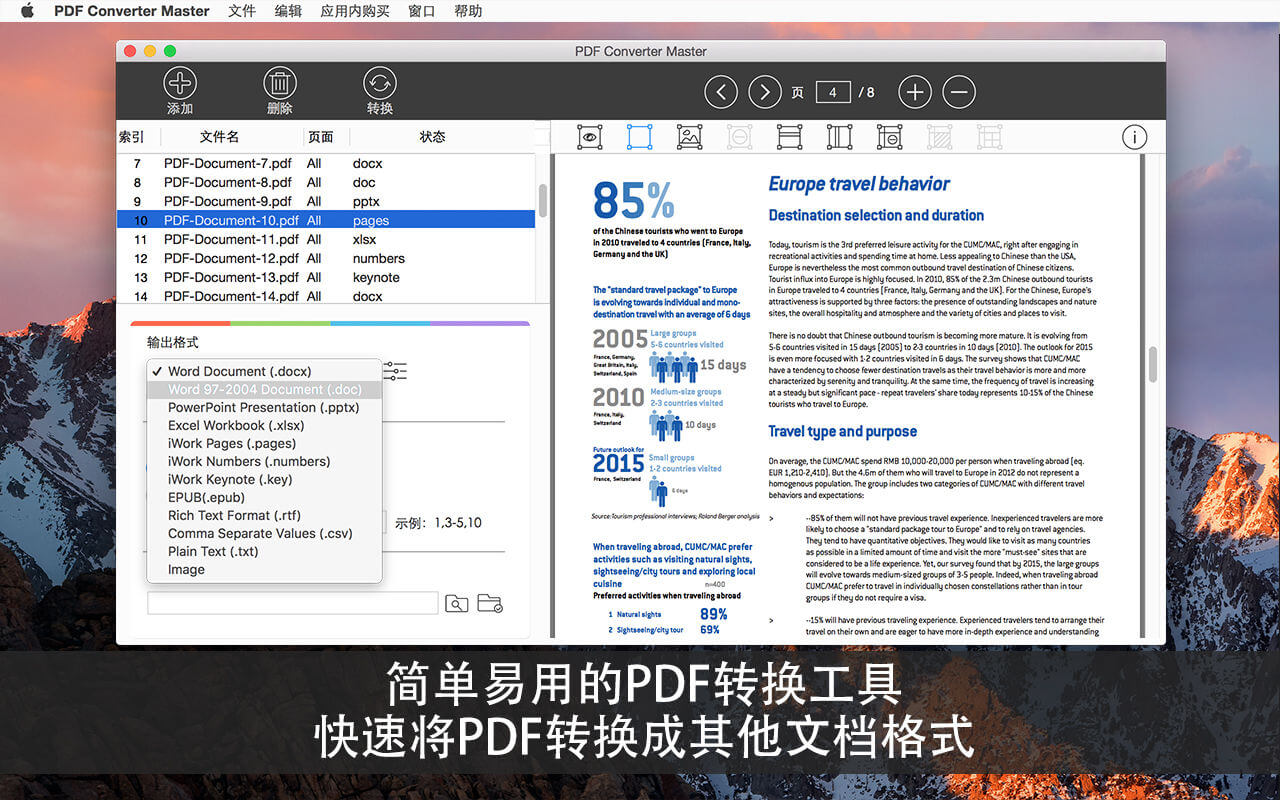 PDF Converter Master 文件 编辑 应用内购买 窗口 帮助
PDF Converter Master
添加 删除 转换
页 4 / 8
索引 文件名 页面 状态
7 PDF-Document-7.pdf All docx
8 PDF-Document-8.pdf All doc
9 PDF-Document-9.pdf All pptx
10 PDF-Document-10.pdf All pages
11 PDF-Document-11.pdf All xlsx
12 PDF-Document-12.pdf All numbers
13 PDF-Document-13.pdf All keynote
14 PDF-Document-14.pdf All docx
输出格式
✓ Word Document (.docx)
Word 97-2004 Document (.doc)
PowerPoint Presentation (.pptx)
Excel Workbook (.xlsx)
iWork Pages (.pages)
iWork Numbers (.numbers)
iWork Keynote (.key)
EPUB(.epub)
Rich Text Format (.rtf)
Comma Separate Values (.csv)
Plain Text (.txt)
Image
示例: 1,3-5,10
85%
of the Chinese tourists who went to Europe
in 2010 traveled to 4 countries (France, Italy,
Germany and the UK)
The "standard travel package" to Europe
is evolving towards individual and mono-
destination travel with an average of 6 days
2005 Large groups
5-6 countries visited
France, Germany,
Great Britain, Italy,
Switzerland, Spain
15 days
2010 Medium-size groups
2-3 countries visited
France, Italy,
Switzerland
10 days
Future outlook for
2015 Small groups
1-2 countries visited
France, Switzerland
6 days
Source: Tourism professional interviews; Roland Berger analysis
When traveling abroad, CUMC/MAC prefer
activities such as visiting natural sights,
sightseeing/city tours and exploring local
cuisine n=400
Preferred activities when traveling abroad
1 Natural sights 89%
2 Sightseeing/city tour 69%
Europe travel behavior
Destination selection and duration
Today, tourism is the 3rd preferred leisure activity for the CUMC/MAC, right after engaging in
recreational activities and spending time at home. Less appealing to Chinese than the USA,
Europe is nevertheless the most common outbound travel destination of Chinese citizens.
Tourist influx into Europe is highly focused. In 2010, 85% of the 2.3m Chinese outbound tourists
in Europe traveled to 4 countries (France, Italy, Germany and the UK). For the Chinese, Europe's
attractiveness is supported by three factors: the presence of outstanding landscapes and nature
sites, the overall hospitality and atmosphere and the variety of cities and places to visit.
There is no doubt that Chinese outbound tourism is becoming more mature. It is evolving from
5-6 countries visited in 15 days (2005) to 2-3 countries in 10 days (2010). The outlook for 2015
is even more focused with 1-2 countries visited in 6 days. The survey shows that CUMC/MAC
have a tendency to choose fewer destination travels as their travel behavior is more and more
characterized by serenity and tranquility. At the same time, the frequency of travel is increasing
at a steady but significant pace - repeat travelers' share today represents 10-15% of the Chinese
tourists who travel to Europe.
Travel type and purpose
On average, the CUMC/MAC spend RMB 10,000-20,000 per person when traveling abroad (eq.
EUR 1,210-2,410). But the 4.6m of them who will travel to Europe in 2012 do not represent a
homogenous population. The group includes two categories of CUMC/MAC with different travel
behaviors and expectations:
> --85% of them will not have previous travel experience. Inexperienced travelers are more
likely to choose a "standard package tour to Europe" and to rely on travel agencies.
They tend to have quantitative objectives. They would like to visit as many countries
as possible in a limited amount of time and visit the more "must-see" sites that are
considered to be a life experience. Yet, our survey found that by 2015, the large groups
will evolve towards medium-sized groups of 3-5 people. Indeed, when traveling abroad
CUMC/MAC prefer to travel in individually chosen constellations rather than in tour
groups if they do not require a visa.
> --15% will have previous traveling experience. Experienced travelers tend to arrange their
travel on their own and are eager to have more in-depth experience and understanding
简单易用的PDF转换工具
快速将PDF转换成其他文档格式